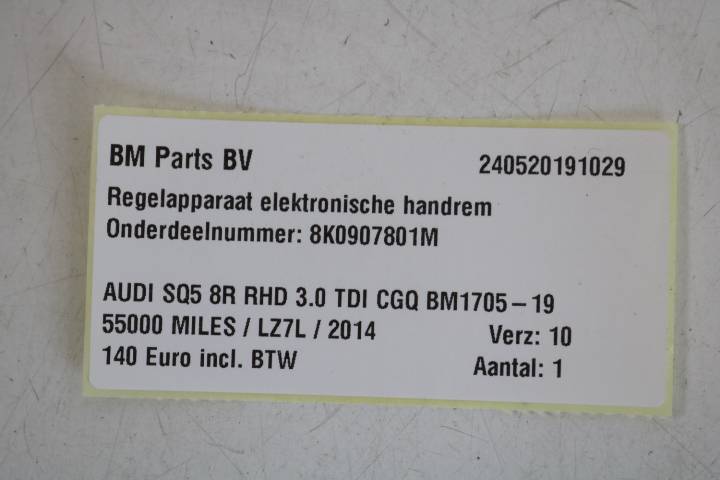 BM Parts BV 240520191029
Regelapparaat elektronische handrem
Onderdeelnummer: 8K0907801M
AUDI SQ5 8R RHD 3.0 TDI CGQ BM1705-19
55000 MILES / LZ7L / 2014 Verz: 10
140 Euro incl. BTW Aantal: 1